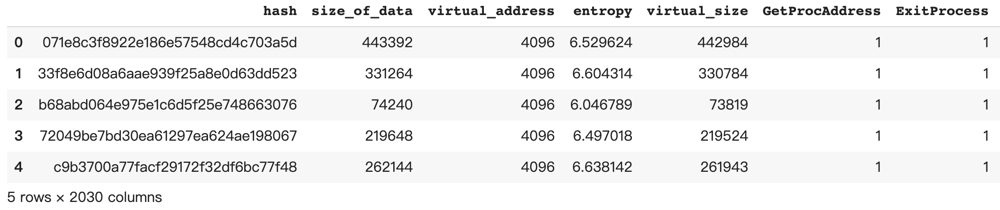 hash size_of_data virtual_address entropy virtual_size GetProcAddress ExitProcess
0 071e8c3f8922e186e57548cd4c703a5d 443392 4096 6.529624 442984 1 1
1 33f8e6d08a6aae939f25a8e0d63dd523 331264 4096 6.604314 330784 1 1
2 b68abd064e975e1c6d5f25e748663076 74240 4096 6.046789 73819 1 1
3 72049be7bd30ea61297ea624ae198067 219648 4096 6.497018 219524 1 1
4 c9b3700a77facf29172f32df6bc77f48 262144 4096 6.638142 261943 1 1
5 rows × 2030 columns